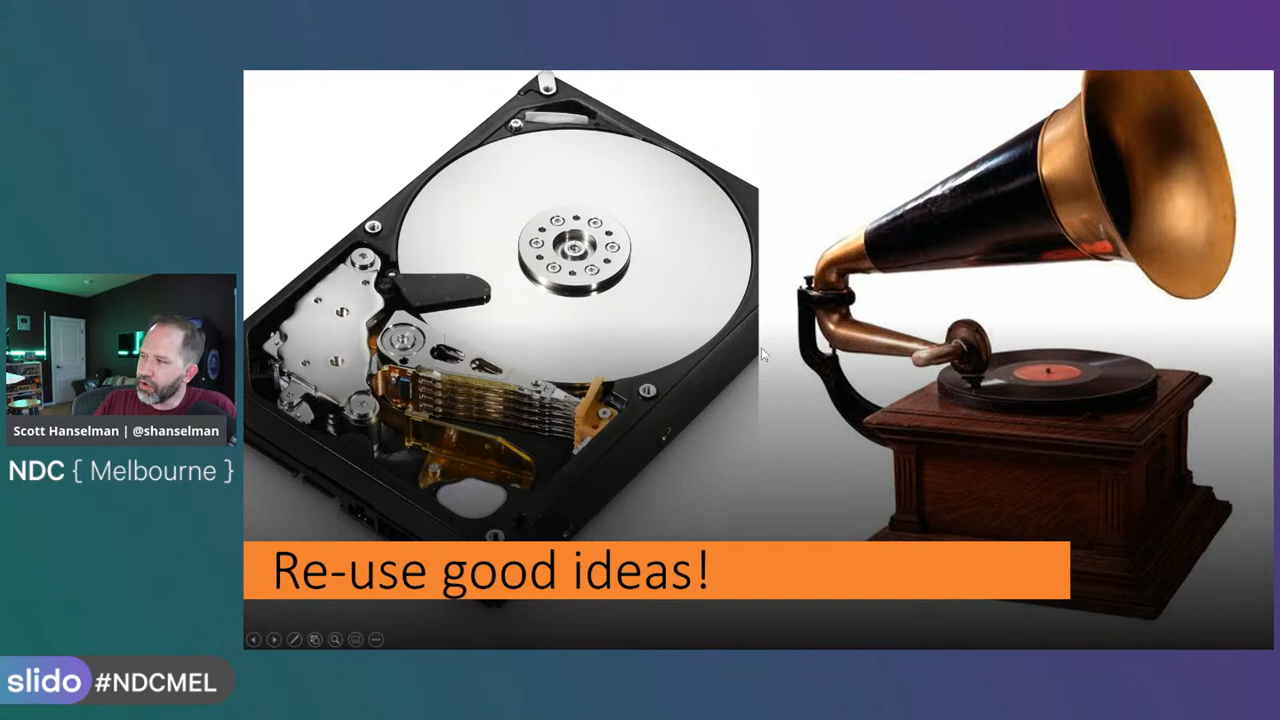 Re-use good ideas!
Scott Hanselman | @shanselman
NDC { Melbourne }
slido #NDCMEL